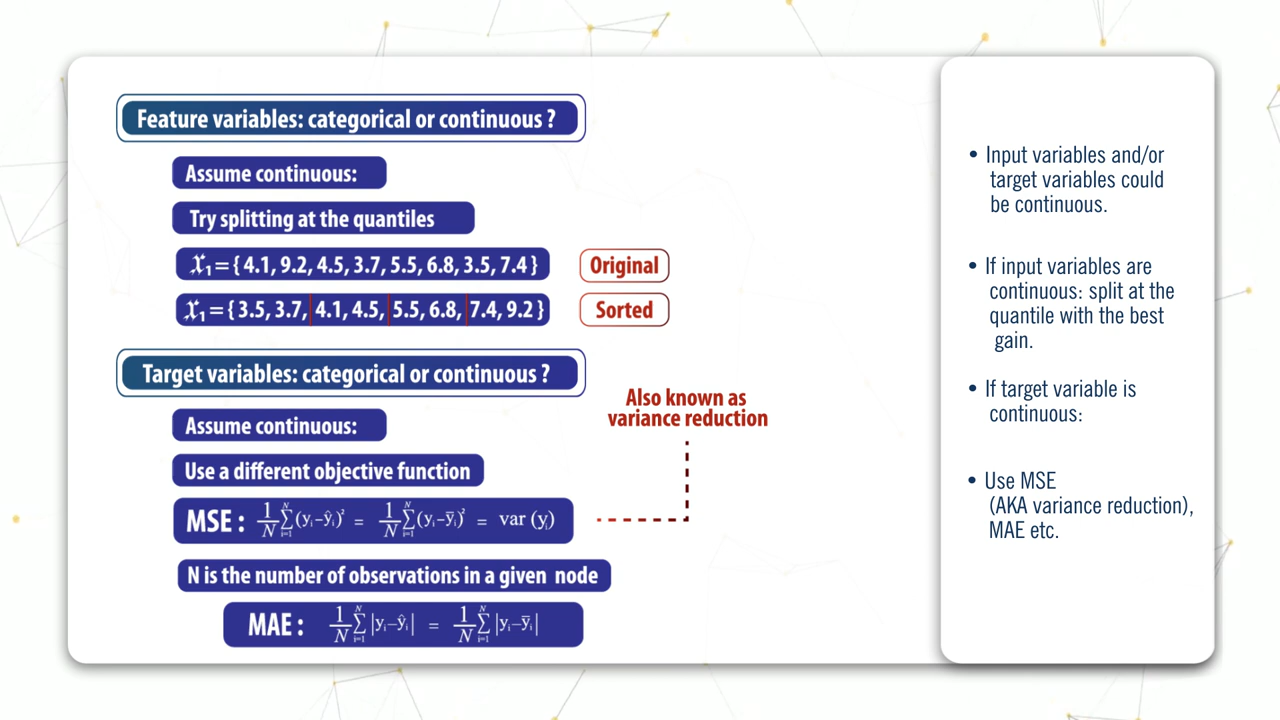 Feature variables: categorical or continuous ?
Assume continuous:
Try splitting at the quantiles
𝓧₁ = { 4.1, 9.2, 4.5, 3.7, 5.5, 6.8, 3.5, 7.4 }
Original
𝓧₁ = { 3.5, 3.7, 4.1, 4.5, 5.5, 6.8, 7.4, 9.2 }
Sorted
Target variables: categorical or continuous ?
Assume continuous:
Use a different objective function
Also known as
variance reduction
MSE : 1/N ∑ᵢ₌₁ᴺ (yᵢ–ŷᵢ)² = 1/N ∑ᵢ₌₁ᴺ (yᵢ–ȳᵢ)² = var (yᵢ)
N is the number of observations in a given node
MAE : 1/N ∑ᵢ₌₁ᴺ |yᵢ–ŷᵢ| = 1/N ∑ᵢ₌₁ᴺ |yᵢ–ȳᵢ|
• Input variables and/or
target variables could
be continuous.
• If input variables are
continuous: split at the
quantile with the best
gain.
• If target variable is
continuous:
• Use MSE
(AKA variance reduction),
MAE etc.